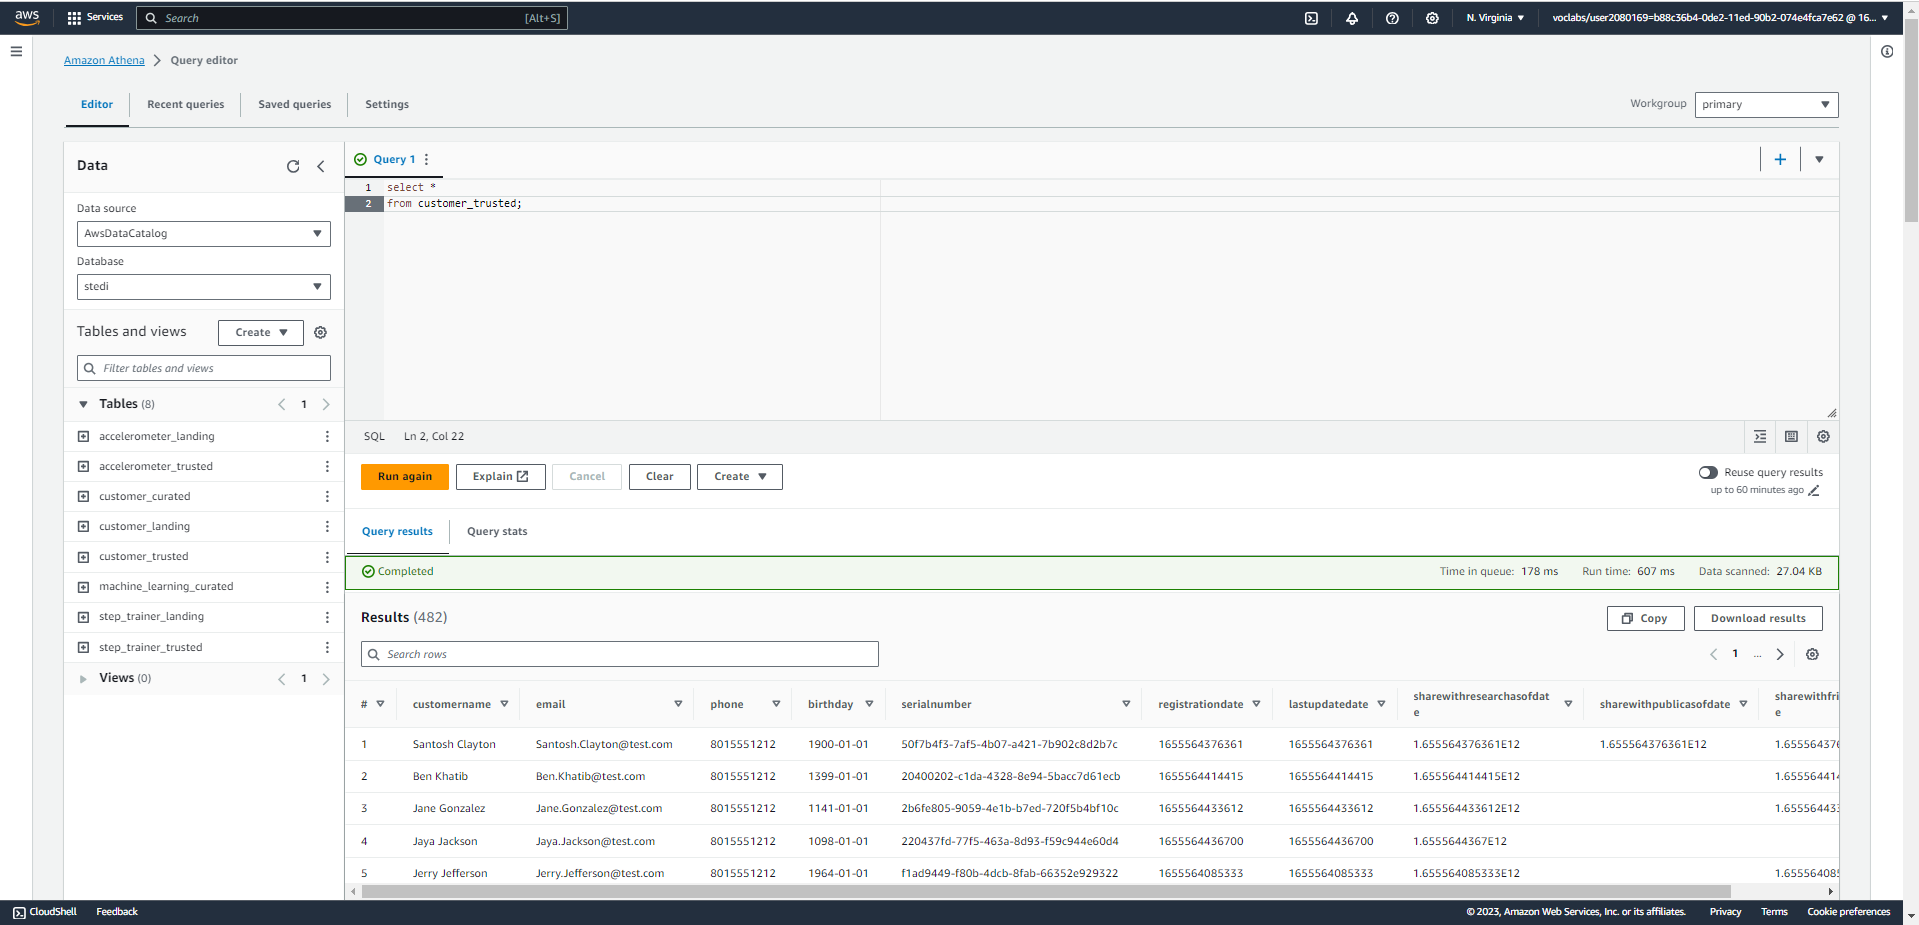 aws Services Search [Alt+S] N. Virginia voclabs/user2080169=b88c36b4-0de2-11ed-90b2-074e4fca7e62 @ 16...
Amazon Athena Query editor
Editor Recent queries Saved queries Settings
Workgroup primary
Data
Data source
AwsDataCatalog
Database
stedi
Tables and views Create
Filter tables and views
Tables (8) 1
accelerometer_landing
accelerometer_trusted
customer_curated
customer_landing
customer_trusted
machine_learning_curated
step_trainer_landing
step_trainer_trusted
Views (0) 1
Query 1
1 select *
2 from customer_trusted;
SQL Ln 2, Col 22
Run again Explain Cancel Clear Create
Reuse query results
up to 60 minutes ago
Query results Query stats
Completed Time in queue: 178 ms Run time: 607 ms Data scanned: 27.04 KB
Results (482) Copy Download results
Search rows 1 ...
# customername email phone birthday serialnumber registrationdate lastupdatedate sharewithresearchasofdate sharewithpublicasofdate sharewithfrie
1 Santosh Clayton Santosh.Clayton@test.com 8015551212 1900-01-01 50f7b4f3-7af5-4b07-a421-7b902c8d2b7c 1655564376361 1655564376361 1.655564376361E12 1.655564376361E12 1.655564376
2 Ben Khatib Ben.Khatib@test.com 8015551212 1399-01-01 20400202-c1da-4328-8e94-5bacc7d61ecb 1655564414415 1655564414415 1.655564414415E12 1.655564414
3 Jane Gonzalez Jane.Gonzalez@test.com 8015551212 1141-01-01 2b6fe805-9059-4e1b-b7ed-720f5b4bf10c 1655564433612 1655564433612 1.655564433612E12 1.655564433
4 Jaya Jackson Jaya.Jackson@test.com 8015551212 1098-01-01 220437fd-77f5-463a-8d93-f59c944e60d4 1655564436700 1655564436700 1.6555644367E12
5 Jerry Jefferson Jerry.Jefferson@test.com 8015551212 1964-01-01 f1ad9449-f80b-4dcb-8fab-66352e929322 1655564085333 1655564085333 1.655564085333E12 1.655564085
CloudShell Feedback © 2023, Amazon Web Services, Inc. or its affiliates. Privacy Terms Cookie preferences